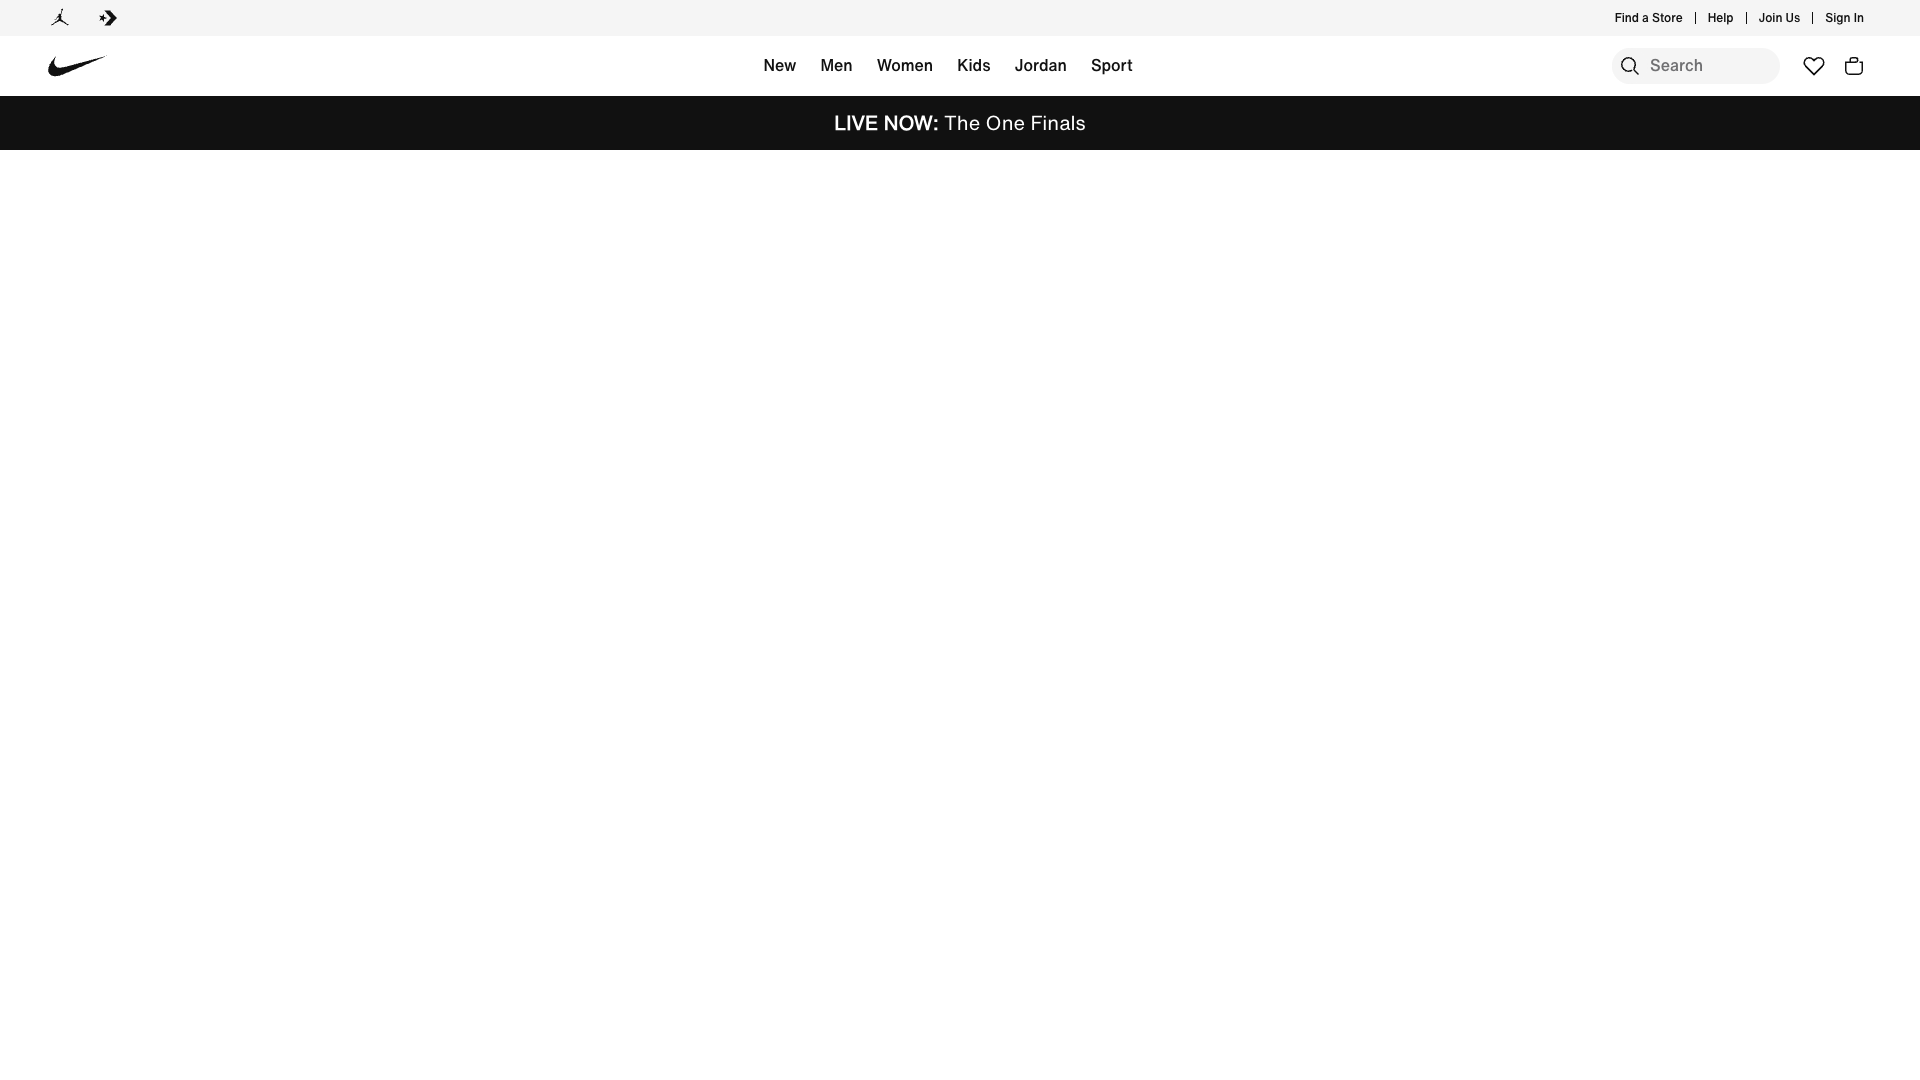 Find a Store
Help
Join Us
Sign In
New
Men
Women
Kids
Jordan
Sport
Search
LIVE NOW: The One Finals